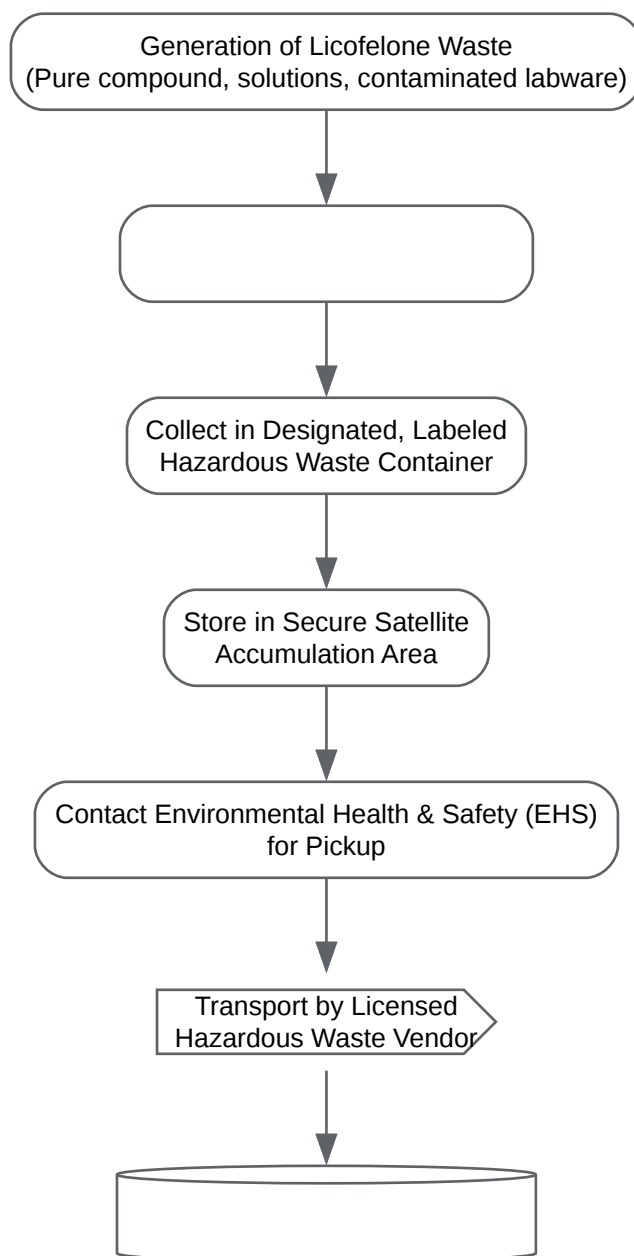 Generation of Licofelone Waste
(Pure compound, solutions, contaminated labware)
Collect in Designated, Labeled
Hazardous Waste Container
Store in Secure Satellite
Accumulation Area
Contact Environmental Health & Safety (EHS)
for Pickup
Transport by Licensed
Hazardous Waste Vendor